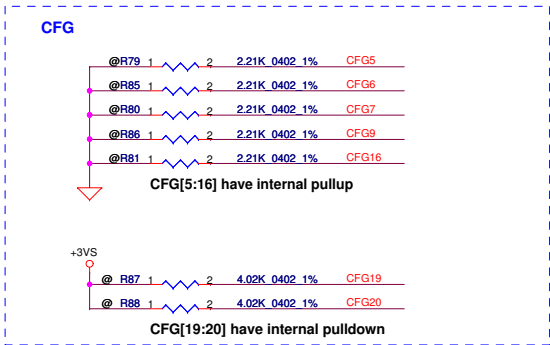 CFG
@R79 1 2 2.21K_0402_1% CFG5
@R85 1 2 2.21K_0402_1% CFG6
@R80 1 2 2.21K_0402_1% CFG7
@R86 1 2 2.21K_0402_1% CFG9
@R81 1 2 2.21K_0402_1% CFG16
CFG[5:16] have internal pullup
+3VS
@ R87 1 2 4.02K_0402_1% CFG19
@ R88 1 2 4.02K_0402_1% CFG20
CFG[19:20] have internal pulldown